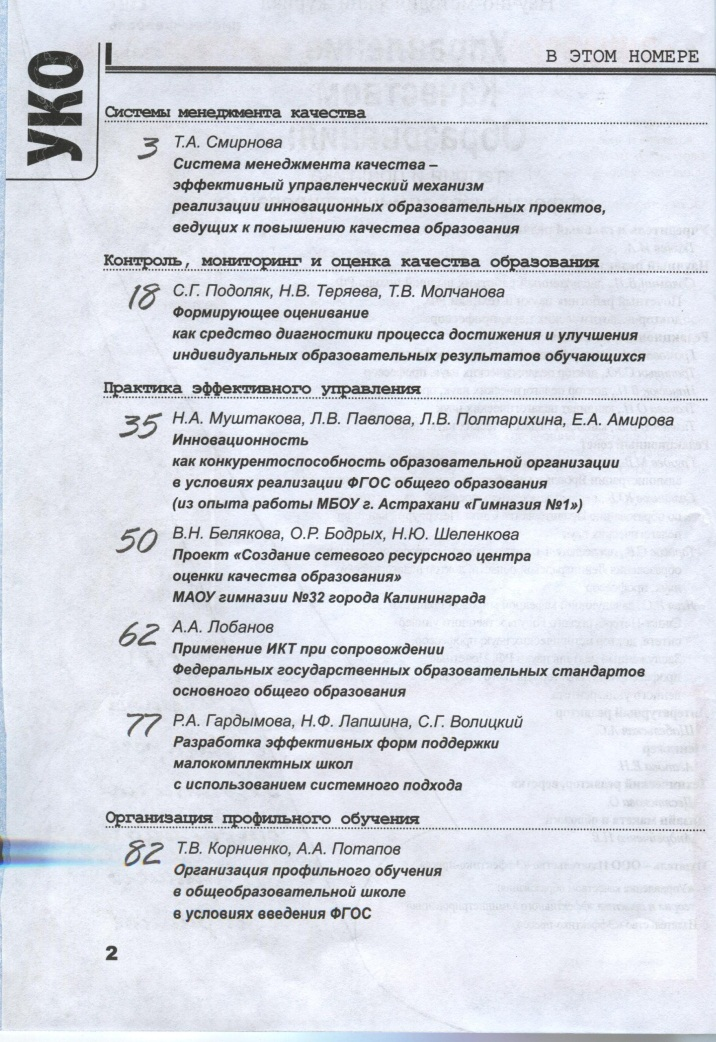 УКО
В ЭТОМ НОМЕРЕ
Системы менеджмента качества
3 Т.А. Смирнова
Система менеджмента качества –
эффективный управленческий механизм
реализации инновационных образовательных проектов,
ведущих к повышению качества образования
Контроль, мониторинг и оценка качества образования
18 С.Г. Подоляк, Н.В. Теряева, Т.В. Молчанова
Формирующее оценивание
как средство диагностики процесса достижения и улучшения
индивидуальных образовательных результатов обучающихся
Практика эффективного управления
35 Н.А. Муштакова, Л.В. Павлова, Л.В. Полтарихина, Е.А. Амирова
Инновационность
как конкурентоспособность образовательной организации
в условиях реализации ФГОС общего образования
(из опыта работы МБОУ г. Астрахани «Гимназия №1»)
50 В.Н. Белякова, О.Р. Бодрых, Н.Ю. Шеленкова
Проект «Создание сетевого ресурсного центра
оценки качества образования»
МАОУ гимназии №32 города Калининграда
62 А.А. Лобанов
Применение ИКТ при сопровождении
Федеральных государственных образовательных стандартов
основного общего образования
77 Р.А. Гардымова, Н.Ф. Лапшина, С.Г. Волицкий
Разработка эффективных форм поддержки
малокомплектных школ
с использованием системного подхода
Организация профильного обучения
82 Т.В. Корниенко, А.А. Потапов
Организация профильного обучения
в общеобразовательной школе
в условиях введения ФГОС
2